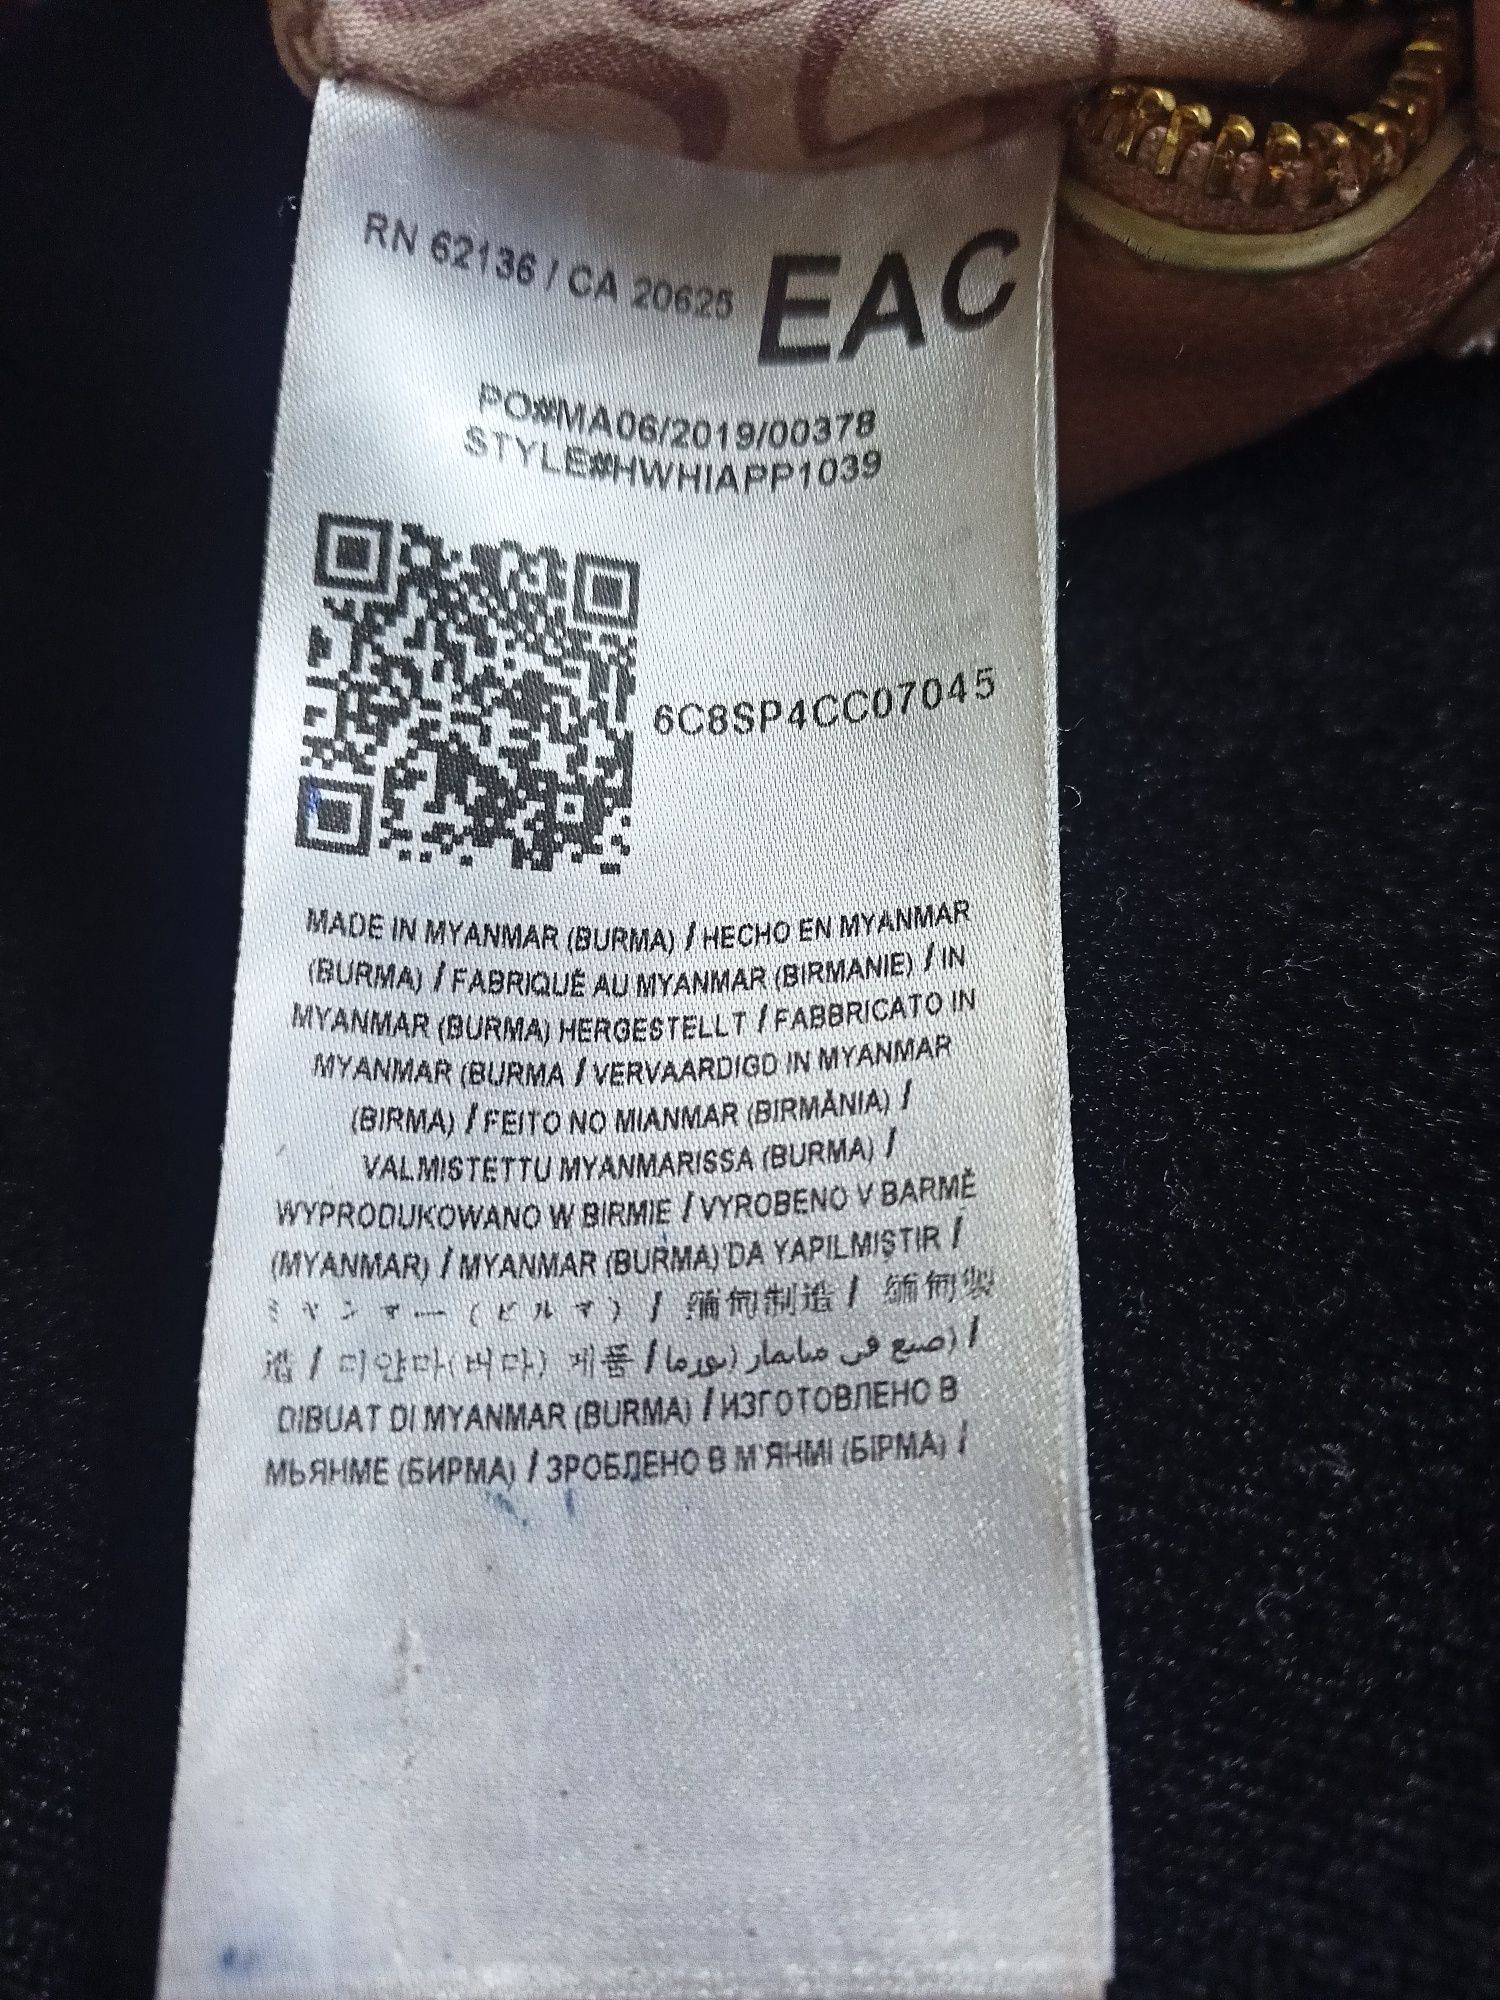 RN 62136 / CA 20625 EAC
PO#MA06/2019/00378
STYLE#HWHIAPP1039
6C8SP4CC07045
MADE IN MYANMAR (BURMA) / HECHO EN MYANMAR
(BURMA) / FABRIQUÉ AU MYANMAR (BIRMANIE) / IN
MYANMAR (BURMA) HERGESTELLT / FABBRICATO IN
MYANMAR (BURMA / VERVAARDIGD IN MYANMAR
(BIRMA) / FEITO NO MIANMAR (BIRMÂNIA) /
VALMISTETTU MYANMARISSA (BURMA) /
WYPRODUKOWANO W BIRMIE / VYROBENO V BARMĚ
(MYANMAR) / MYANMAR (BURMA)'DA YAPILMIŞTIR /
ミャンマー (ビルマ) / 缅甸制造 / 緬甸製
造 / 미얀마(버마) 제품 / صنع في ميانمار (بورما) /
DIBUAT DI MYANMAR (BURMA) / ИЗГОТОВЛЕНО В
МЬЯНМЕ (БИРМА) / ЗРОБЛЕНО В М'ЯНМІ (БІРМА) /